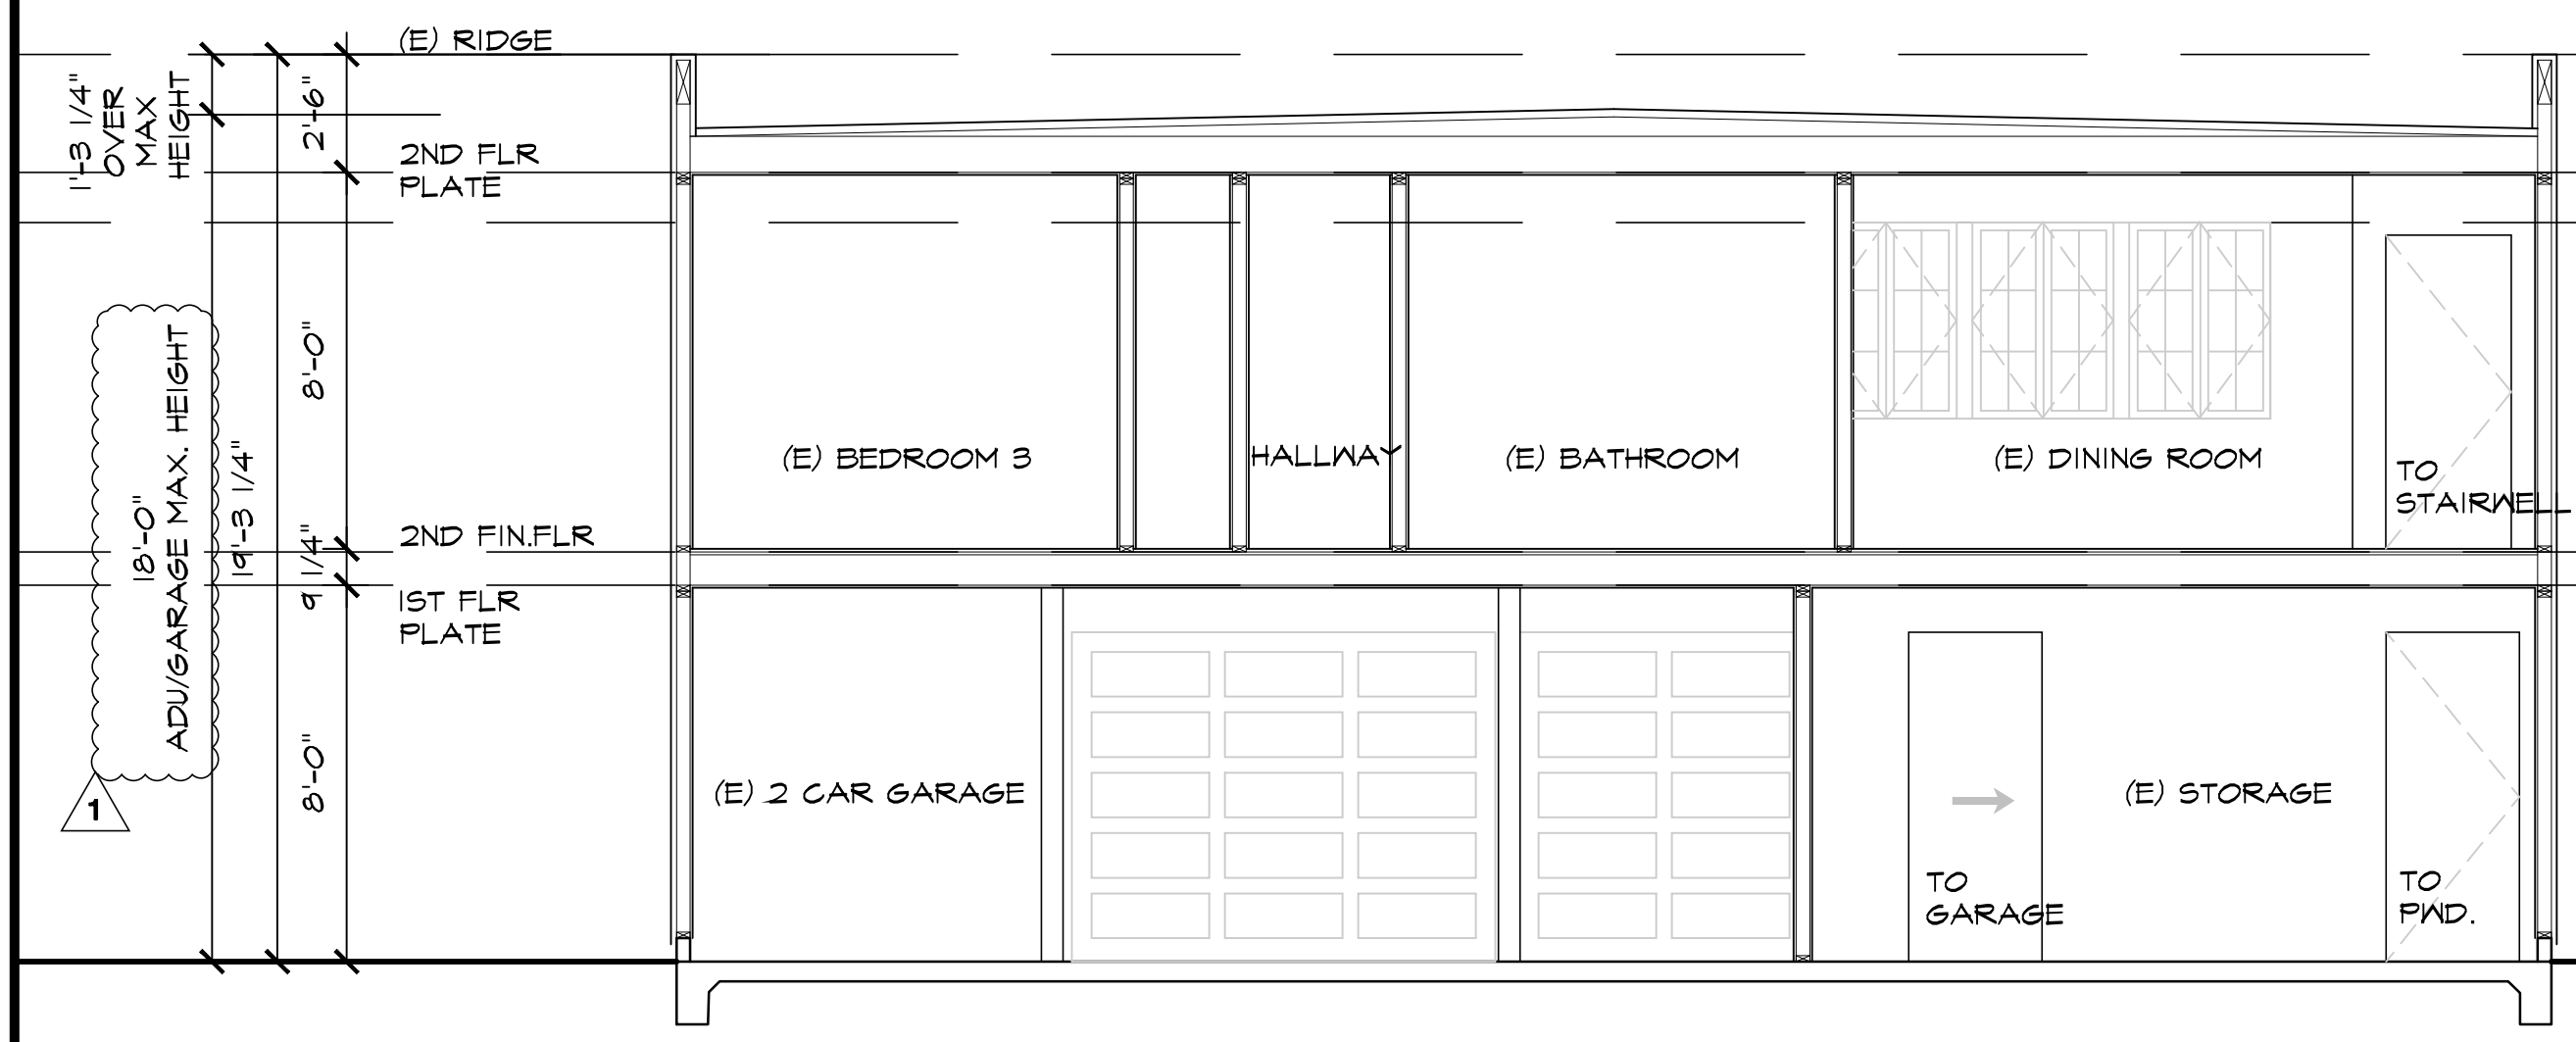 (E) RIDGE
1'-3 1/4"
OVER
MAX
HEIGHT
2'-6"
2ND FLR
PLATE
8'-0"
18'-0"
ADU/GARAGE MAX. HEIGHT
19'-3 1/4"
(E) BEDROOM 3
HALLWAY
(E) BATHROOM
(E) DINING ROOM
TO
STAIRWELL
2ND FIN.FLR
9 1/4"
1ST FLR
PLATE
8'-0"
1
(E) 2 CAR GARAGE
(E) STORAGE
TO
GARAGE
TO
PWD.